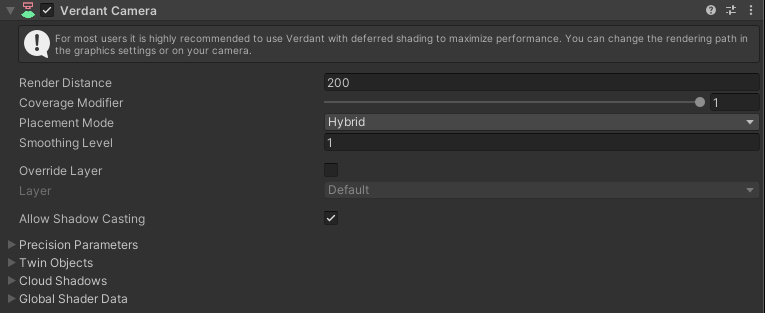 Verdant Camera
For most users it is highly recommended to use Verdant with deferred shading to maximize performance. You can change the rendering path in
the graphics settings or on your camera.
Render Distance 200
Coverage Modifier 1
Placement Mode Hybrid
Smoothing Level 1
Override Layer
Layer Default
Allow Shadow Casting
Precision Parameters
Twin Objects
Cloud Shadows
Global Shader Data